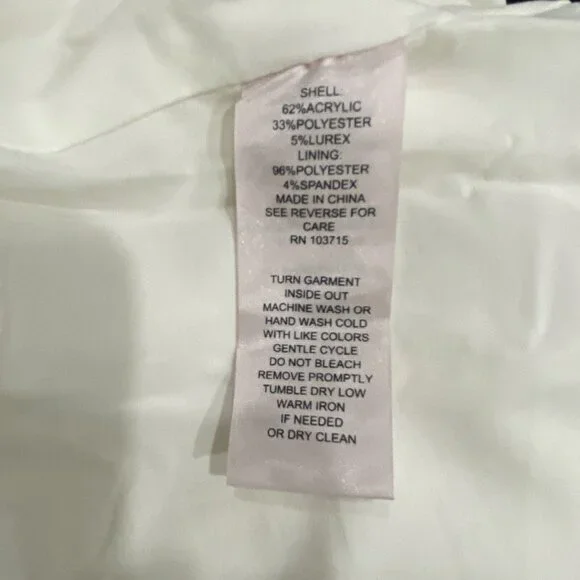 SHELL:
62%ACRYLIC
33%POLYESTER
5%LUREX
LINING:
96%POLYESTER
4%SPANDEX
MADE IN CHINA
SEE REVERSE FOR
CARE
RN 103715
TURN GARMENT
INSIDE OUT
MACHINE WASH OR
HAND WASH COLD
WITH LIKE COLORS
GENTLE CYCLE
DO NOT BLEACH
REMOVE PROMPTLY
TUMBLE DRY LOW
WARM IRON
IF NEEDED
OR DRY CLEAN